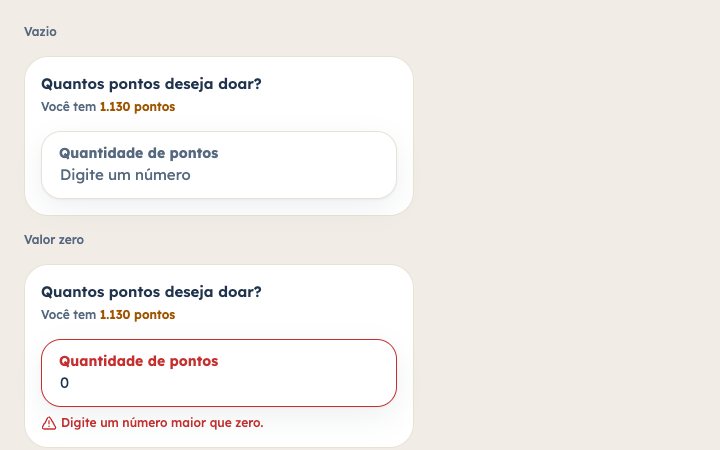 Vazio
Quantos pontos deseja doar?
Você tem 1.130 pontos
Quantidade de pontos
Digite um número
Valor zero
Quantos pontos deseja doar?
Você tem 1.130 pontos
Quantidade de pontos
0
Digite um número maior que zero.